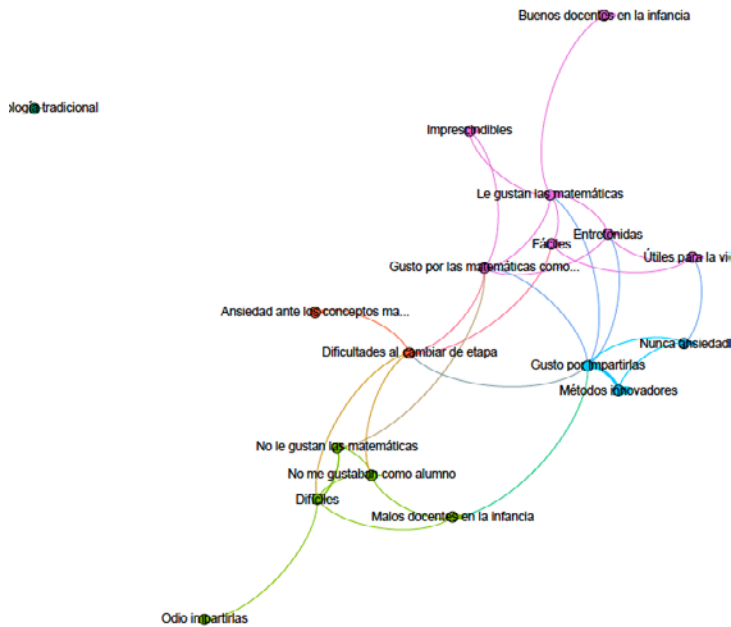 Buenos docentes en la infancia
ología tradicional
Imprescindibles
Le gustan las matemáticas
Entretenidas
Fáciles
Útiles para la vi
Gusto por las matemáticas como...
Ansiedad ante los conceptos ma...
Nunca ansiedad
Dificultades al cambiar de etapa
Gusto por impartirlas
Métodos innovadores
No le gustan las matemáticas
No me gustaban como alumno
Difíciles
Malos docentes en la infancia
Odio impartirlas